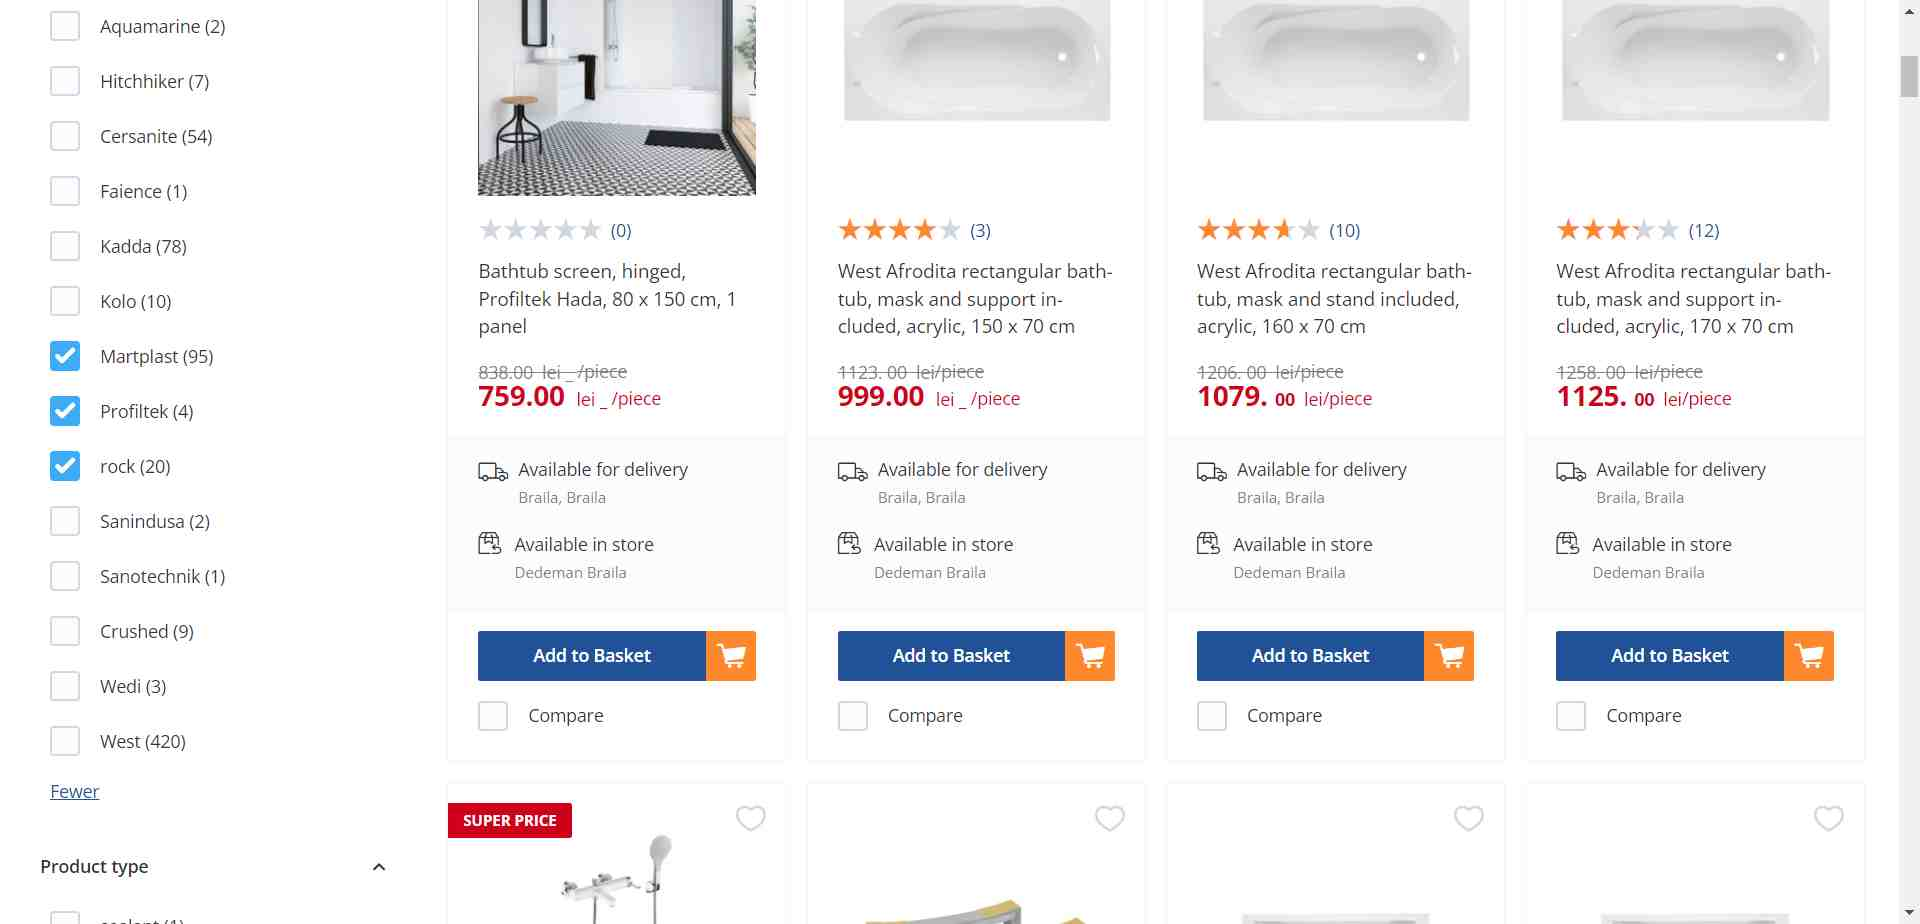 Aquamarine (2)
Hitchhiker (7)
Cersanite (54)
Faience (1)
Kadda (78)
Kolo (10)
Martplast (95)
Profiltek (4)
rock (20)
Sanindusa (2)
Sanotechnik (1)
Crushed (9)
Wedi (3)
West (420)
Fewer
Product type
(0)
Bathtub screen, hinged,
Profiltek Hada, 80 x 150 cm, 1
panel
838.00 lei _ /piece
759.00 lei _ /piece
Available for delivery
Braila, Braila
Available in store
Dedeman Braila
Add to Basket
Compare
(3)
West Afrodita rectangular bath-
tub, mask and support in-
cluded, acrylic, 150 x 70 cm
1123. 00 lei/piece
999.00 lei _ /piece
Available for delivery
Braila, Braila
Available in store
Dedeman Braila
Add to Basket
Compare
(10)
West Afrodita rectangular bath-
tub, mask and stand included,
acrylic, 160 x 70 cm
1206. 00 lei/piece
1079. 00 lei/piece
Available for delivery
Braila, Braila
Available in store
Dedeman Braila
Add to Basket
Compare
(12)
West Afrodita rectangular bath-
tub, mask and support in-
cluded, acrylic, 170 x 70 cm
1258. 00 lei/piece
1125. 00 lei/piece
Available for delivery
Braila, Braila
Available in store
Dedeman Braila
Add to Basket
Compare
SUPER PRICE